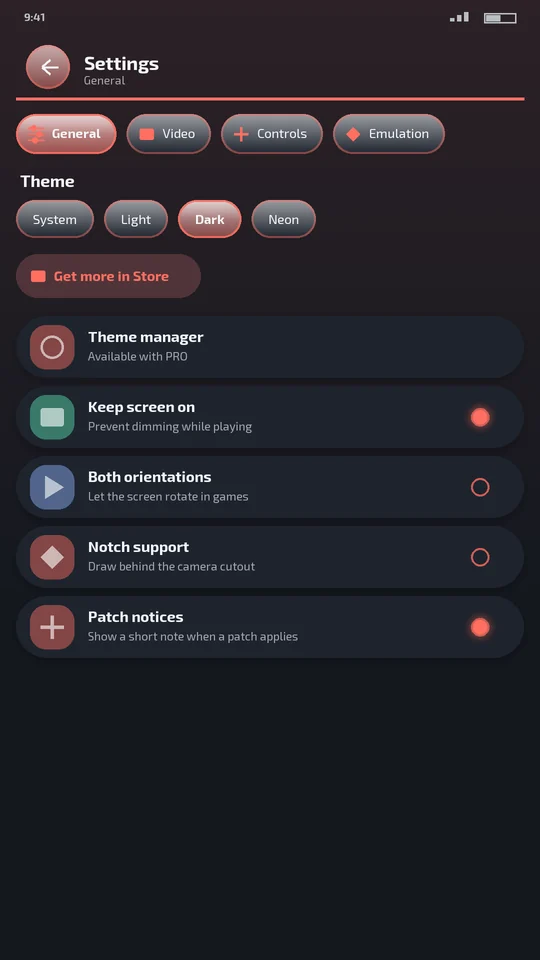 9:41
Settings
General
General Video Controls Emulation
Theme
System Light Dark Neon
Get more in Store
Theme manager
Available with PRO
Keep screen on
Prevent dimming while playing
Both orientations
Let the screen rotate in games
Notch support
Draw behind the camera cutout
Patch notices
Show a short note when a patch applies